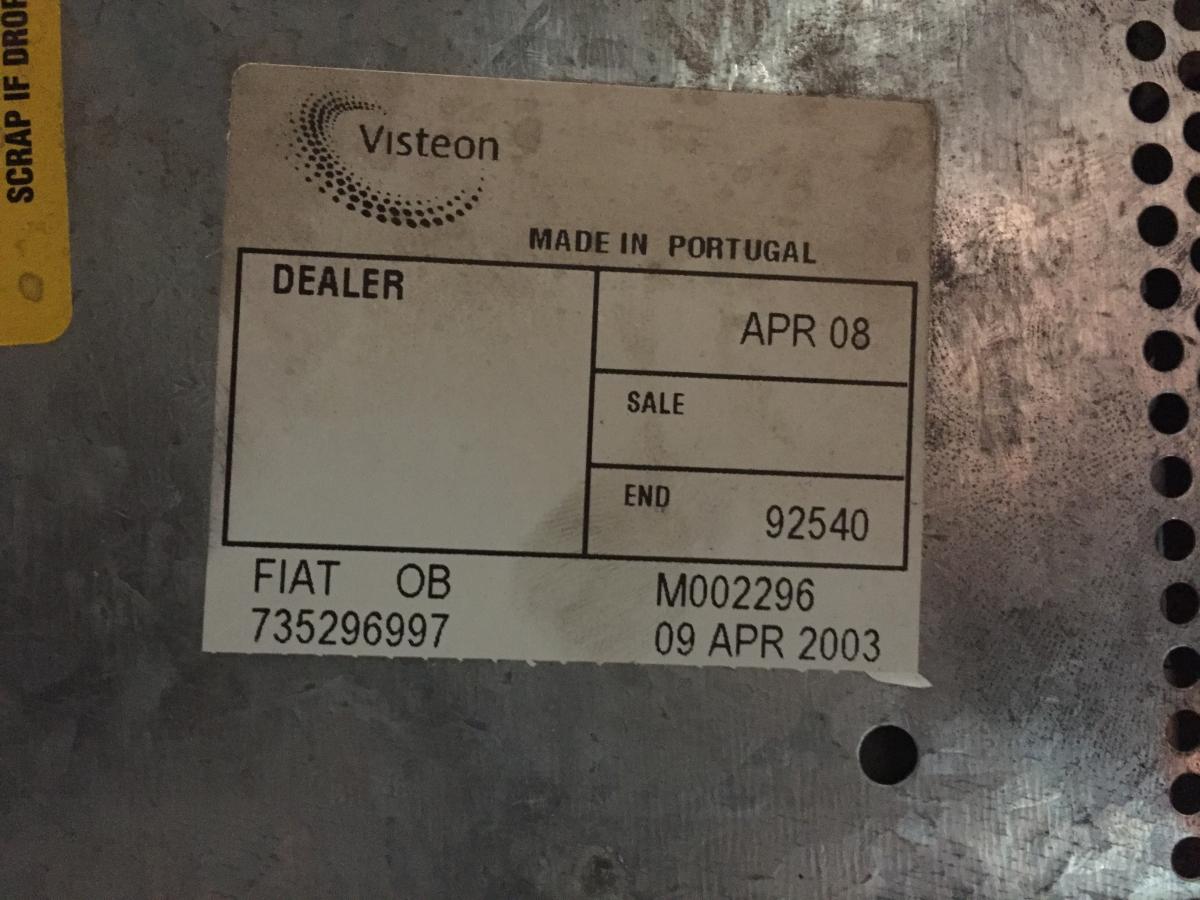 SCRAP IF DROP
Visteon
MADE IN PORTUGAL
DEALER
APR 08
SALE
END
92540
FIAT OB
M002296
735296997
09 APR 2003